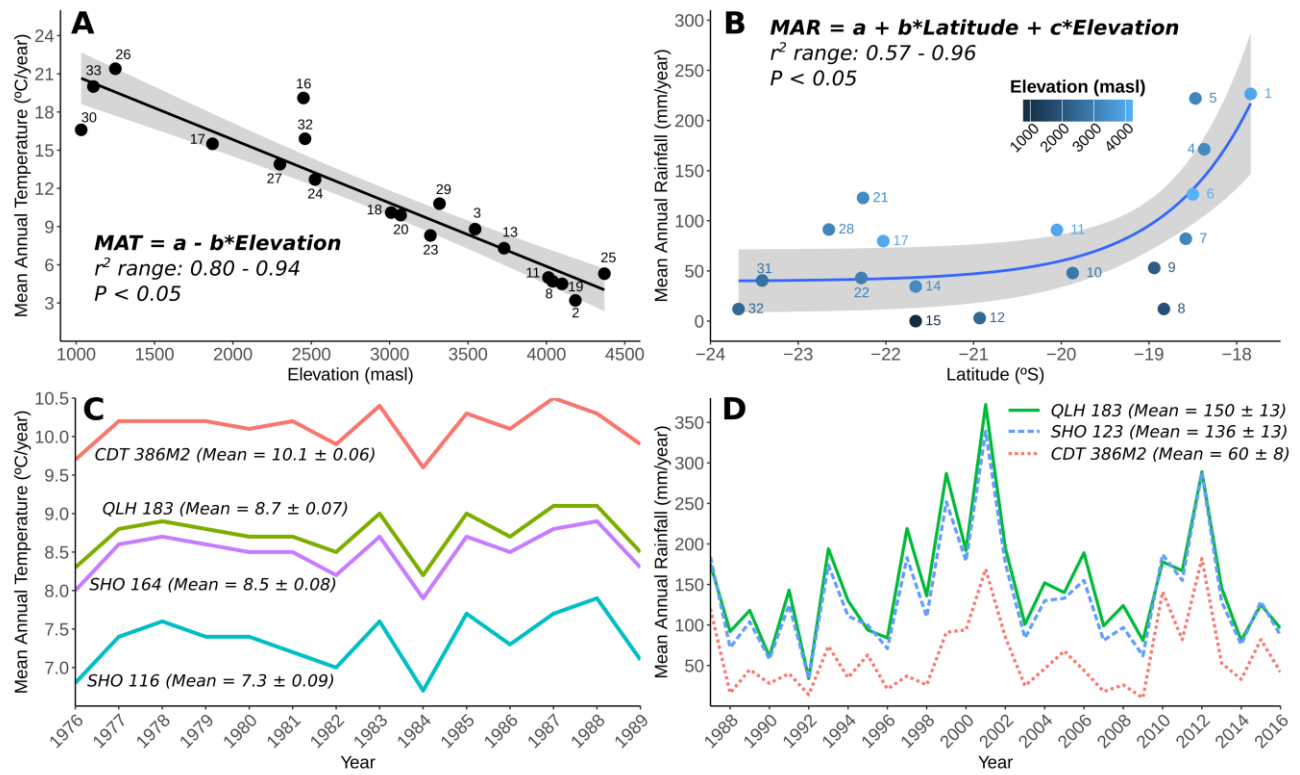 A
24
21
18
15
12
9
6
3
Mean Annual Temperature (ºC/year)
26
33
30
16
32
17
27
24
29
18
20
23
3
13
11
8
19
2
25
MAT = a - b*Elevation
r² range: 0.80 - 0.94
P < 0.05
1000 1500 2000 2500 3000 3500 4000 4500
Elevation (masl)
B
MAR = a + b*Latitude + c*Elevation
r² range: 0.57 - 0.96
P < 0.05
Elevation (masl)
1000 2000 3000 4000
300
250
200
150
100
50
0
Mean Annual Rainfall (mm/year)
5
1
4
6
21
28
17
11
7
31
22
14
10
9
32
15
12
8
−24 −23 −22 −21 −20 −19 −18
Latitude (ºS)
C
10.5
10.0
9.5
9.0
8.5
8.0
7.5
7.0
Mean Annual Temperature (ºC/year)
CDT 386M2 (Mean = 10.1 ± 0.06)
QLH 183 (Mean = 8.7 ± 0.07)
SHO 164 (Mean = 8.5 ± 0.08)
SHO 116 (Mean = 7.3 ± 0.09)
1976 1977 1978 1979 1980 1981 1982 1983 1984 1985 1986 1987 1988 1989
Year
D
QLH 183 (Mean = 150 ± 13)
SHO 123 (Mean = 136 ± 13)
CDT 386M2 (Mean = 60 ± 8)
350
300
250
200
150
100
50
Mean Annual Rainfall (mm/year)
1988 1990 1992 1994 1996 1998 2000 2002 2004 2006 2008 2010 2012 2014 2016
Year